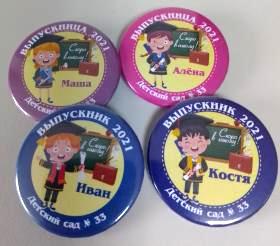 ВЫПУСКНИЦА 2021
Скоро
в школу
Маша
Детский сад № 33
ВЫПУСКНИЦА 2021
Скоро
в школу
Алёна
Детский сад № 33
ВЫПУСКНИК 2021
Скоро
в школу
Иван
Детский сад № 33
ВЫПУСКНИК 2021
Скоро
в школу
Костя
Детский сад № 33